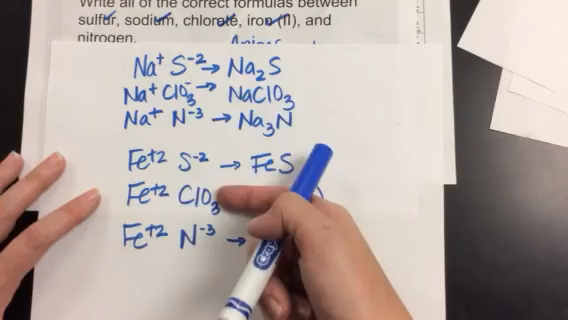 Write all of the correct formulas between
sulfur, sodium, chlorate, iron (II), and
nitrogen.
Na⁺ S⁻² → Na₂S
Na⁺ ClO₃⁻ → NaClO₃
Na⁺ N⁻³ → Na₃N
Fe⁺² S⁻² → FeS
Fe⁺² ClO₃
Fe⁺² N⁻³ →